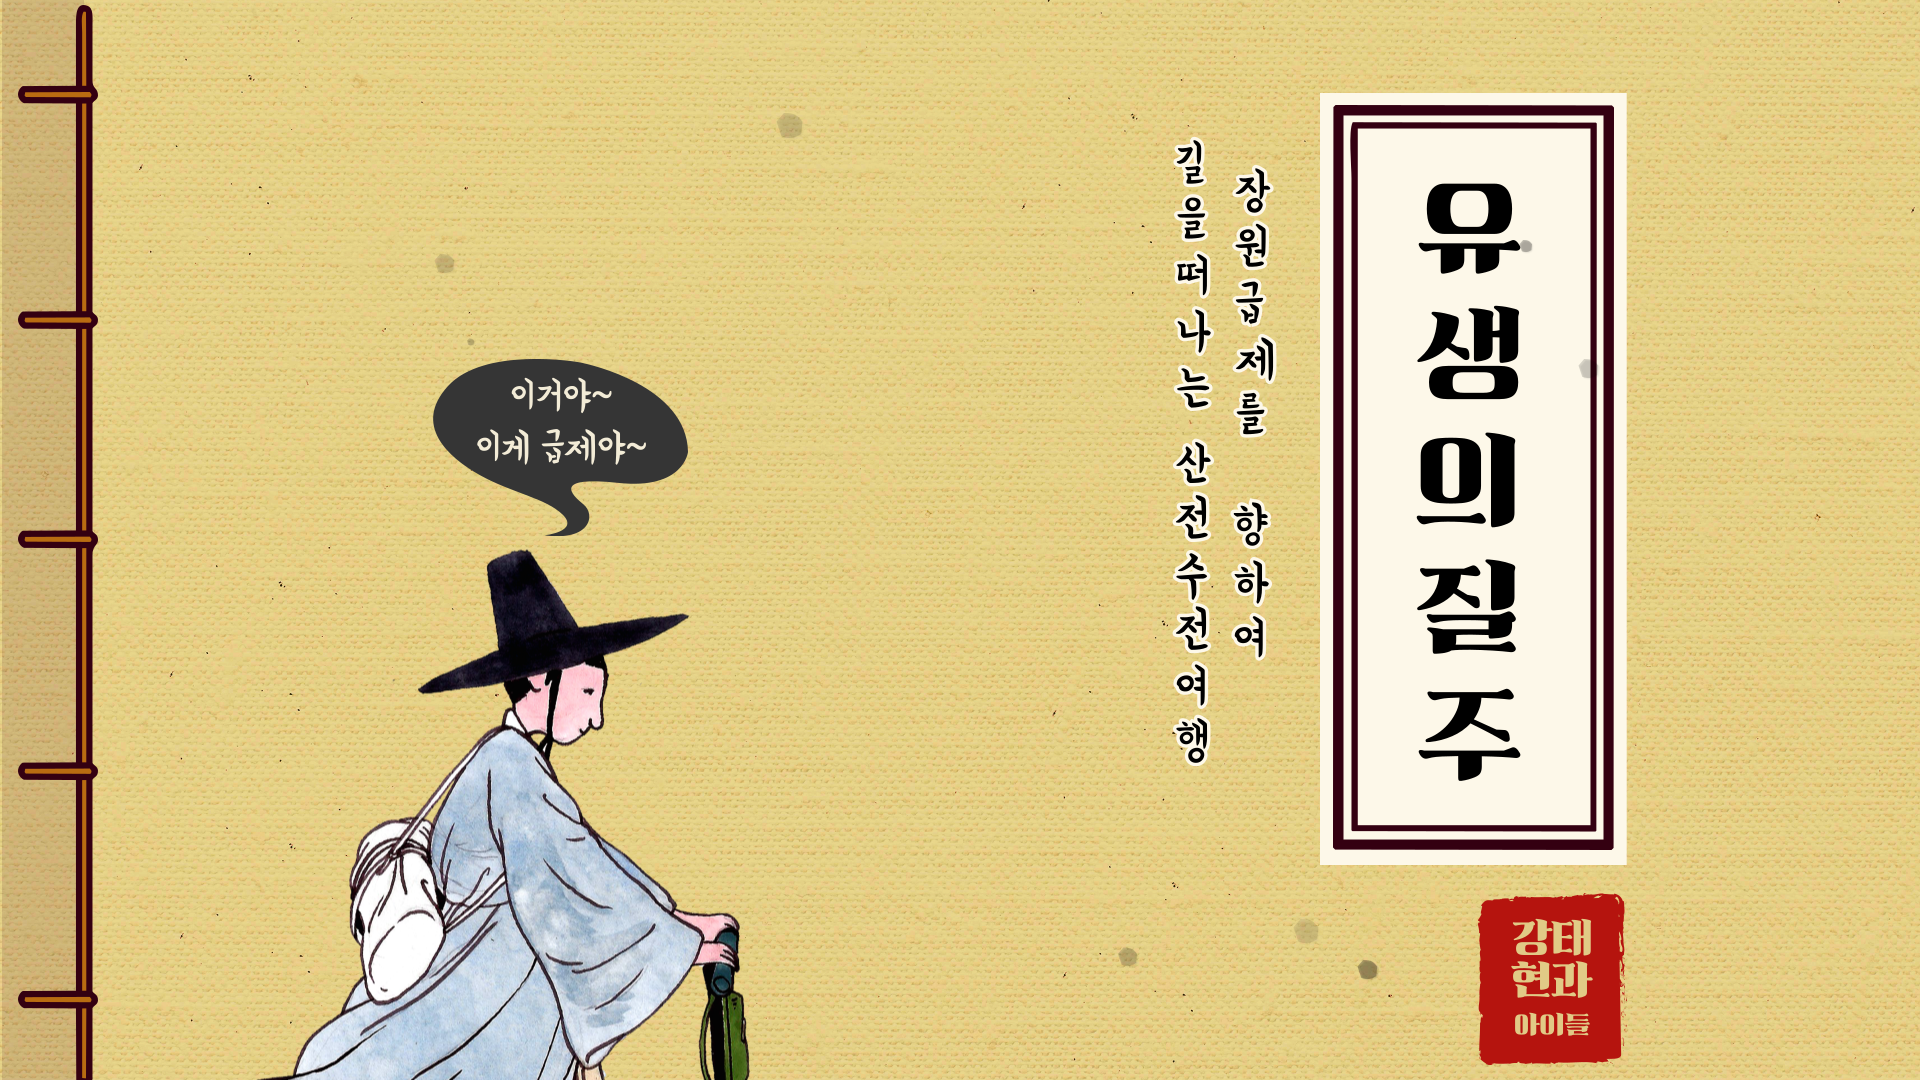 유생의질주
장원급제를 향하여
길을떠나는 산전수전여행
이거야~
이게 급제야~
강태
현과
아이들